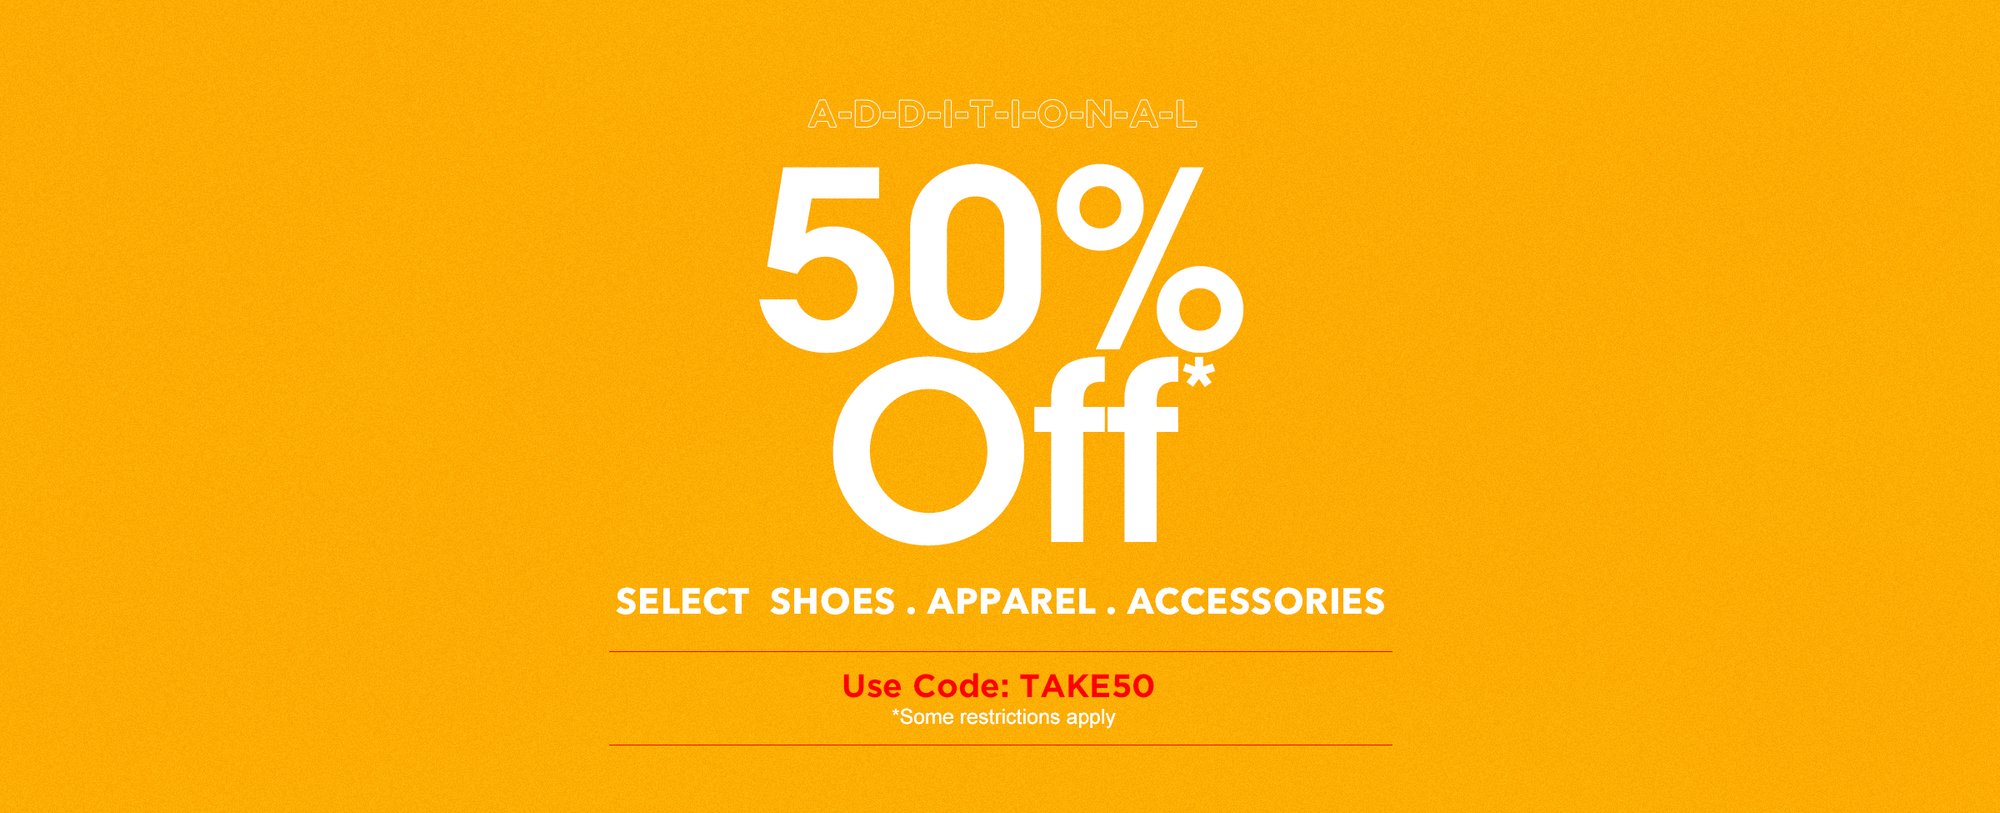 A-D-D-I-T-I-O-N-A-L
50%
Off*
SELECT SHOES . APPAREL . ACCESSORIES
Use Code: TAKE50
*Some restrictions apply